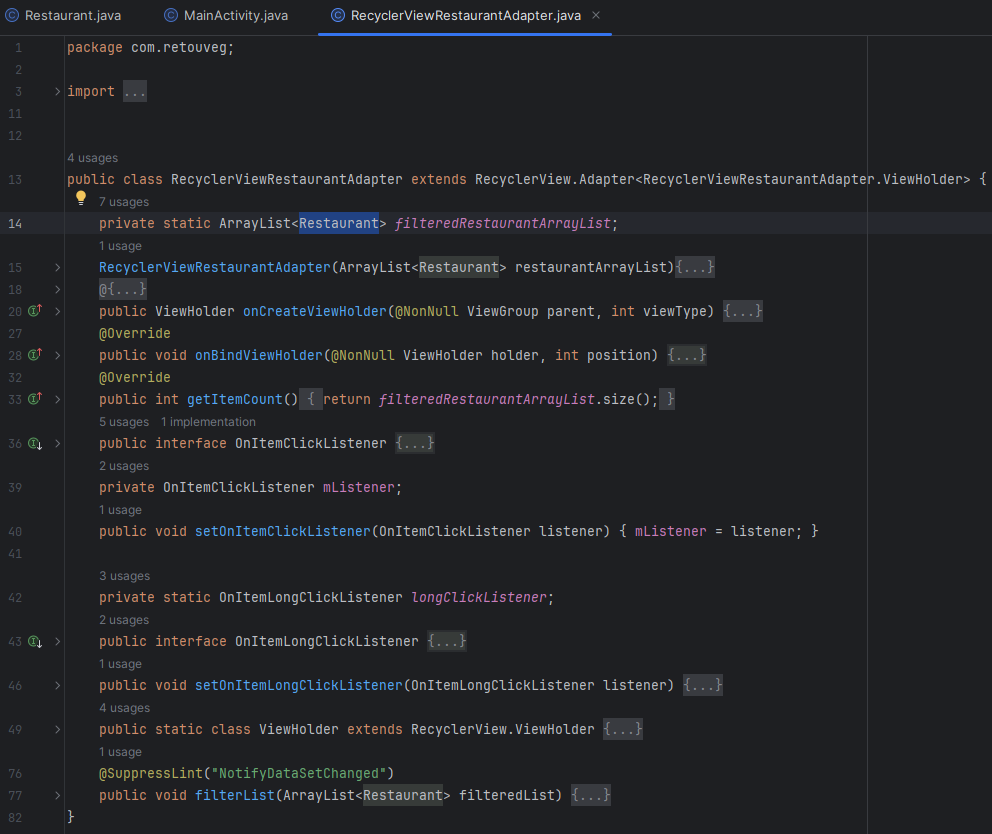 Restaurant.java MainActivity.java RecyclerViewRestaurantAdapter.java
1 package com.retouveg;
2
3 import ...
11
12
4 usages
13 public class RecyclerViewRestaurantAdapter extends RecyclerView.Adapter<RecyclerViewRestaurantAdapter.ViewHolder> {
7 usages
14 private static ArrayList<Restaurant> filteredRestaurantArrayList;
1 usage
15 RecyclerViewRestaurantAdapter(ArrayList<Restaurant> restaurantArrayList){...}
18 @{...}
20 public ViewHolder onCreateViewHolder(@NonNull ViewGroup parent, int viewType) {...}
27 @Override
28 public void onBindViewHolder(@NonNull ViewHolder holder, int position) {...}
32 @Override
33 public int getItemCount() { return filteredRestaurantArrayList.size(); }
5 usages 1 implementation
36 public interface OnItemClickListener {...}
2 usages
39 private OnItemClickListener mListener;
1 usage
40 public void setOnItemClickListener(OnItemClickListener listener) { mListener = listener; }
41
3 usages
42 private static OnItemLongClickListener longClickListener;
2 usages
43 public interface OnItemLongClickListener {...}
1 usage
46 public void setOnItemLongClickListener(OnItemLongClickListener listener) {...}
4 usages
49 public static class ViewHolder extends RecyclerView.ViewHolder {...}
1 usage
76 @SuppressLint("NotifyDataSetChanged")
77 public void filterList(ArrayList<Restaurant> filteredList) {...}
82 }